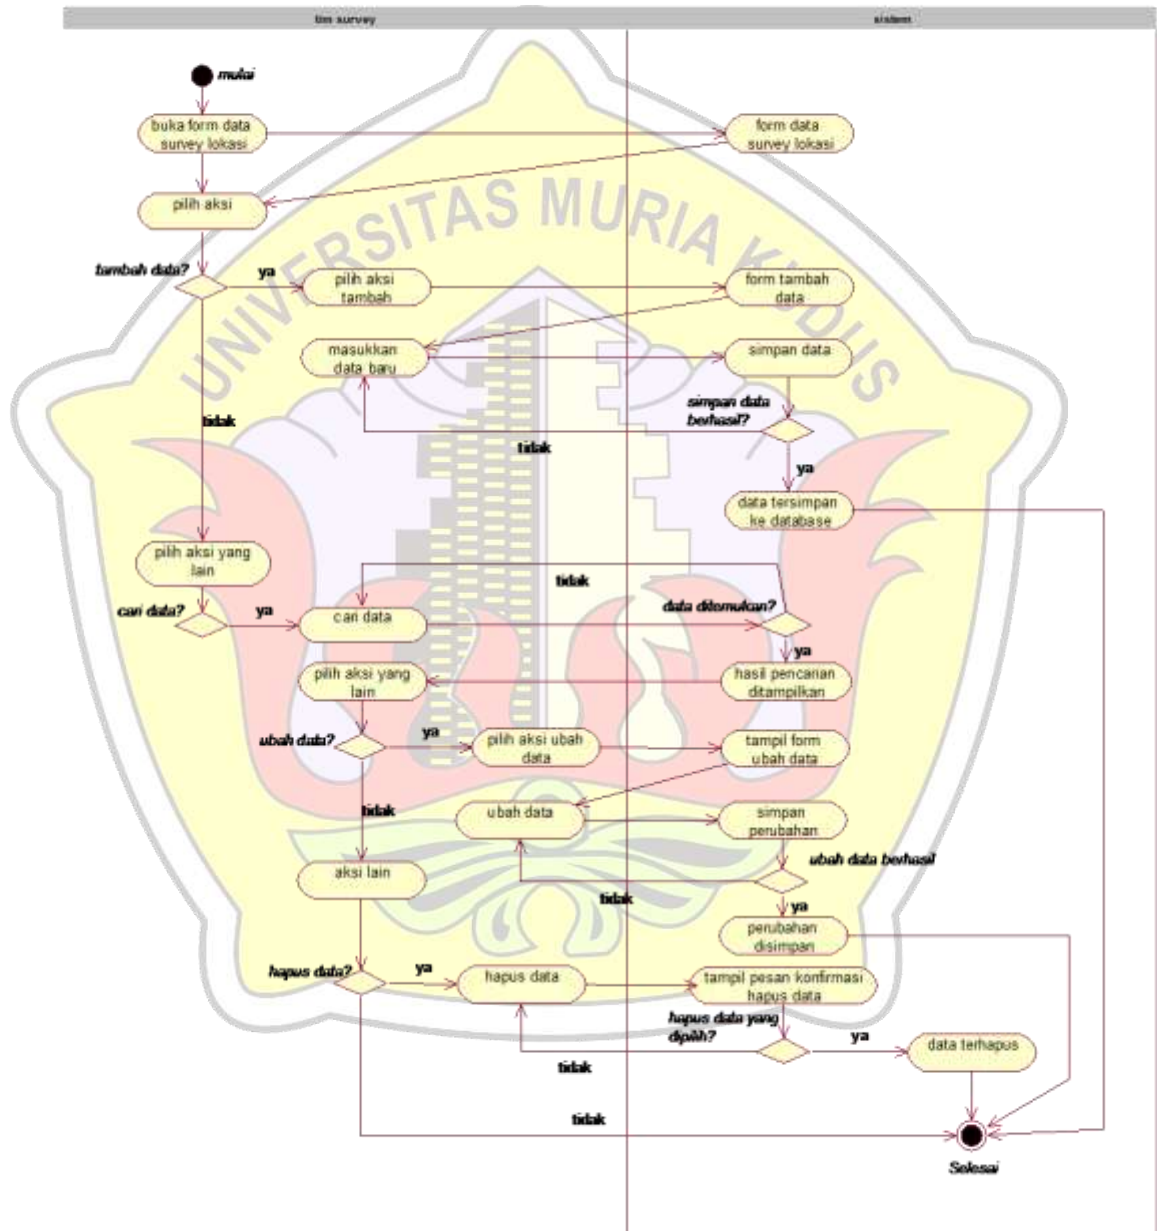 tim survey
sistem
mulai
buka form data
survey lokasi
form data
survey lokasi
pilih aksi
UNIVERSITAS MURIA KUDUS
tambah data?
ya
pilih aksi
tambah
form tambah
data
masukkan
data baru
simpan data
simpan data
berhasil?
tidak
tidak
ya
data tersimpan
ke database
pilih aksi yang
lain
tidak
cari data?
ya
cari data
data ditemukan?
ya
pilih aksi yang
lain
hasil pencarian
ditampilkan
ubah data?
ya
pilih aksi ubah
data
tampil form
ubah data
tidak
ubah data
simpan
perubahan
ubah data berhasil
aksi lain
tidak
ya
perubahan
disimpan
hapus data?
ya
hapus data
tampil pesan konfirmasi
hapus data
hapus data yang
dipilih?
ya
data terhapus
tidak
tidak
Selesai